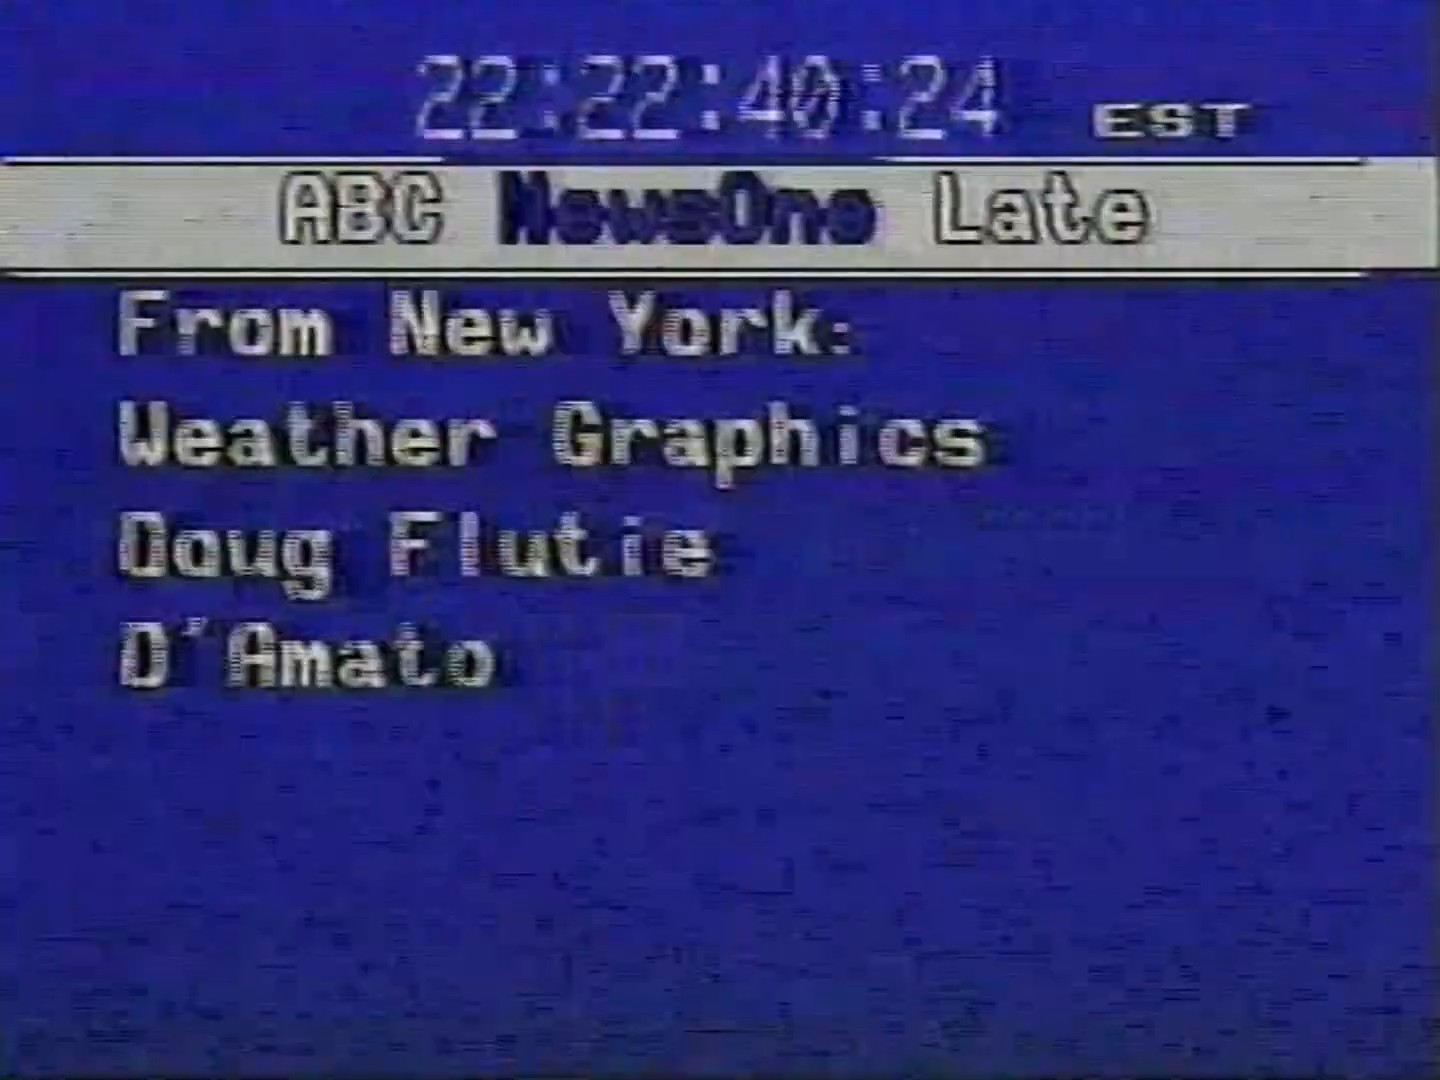 22:22:40:24 EST
ABC NewsOne Late
From New York:
Weather Graphics
Doug Flutie
D'Amato